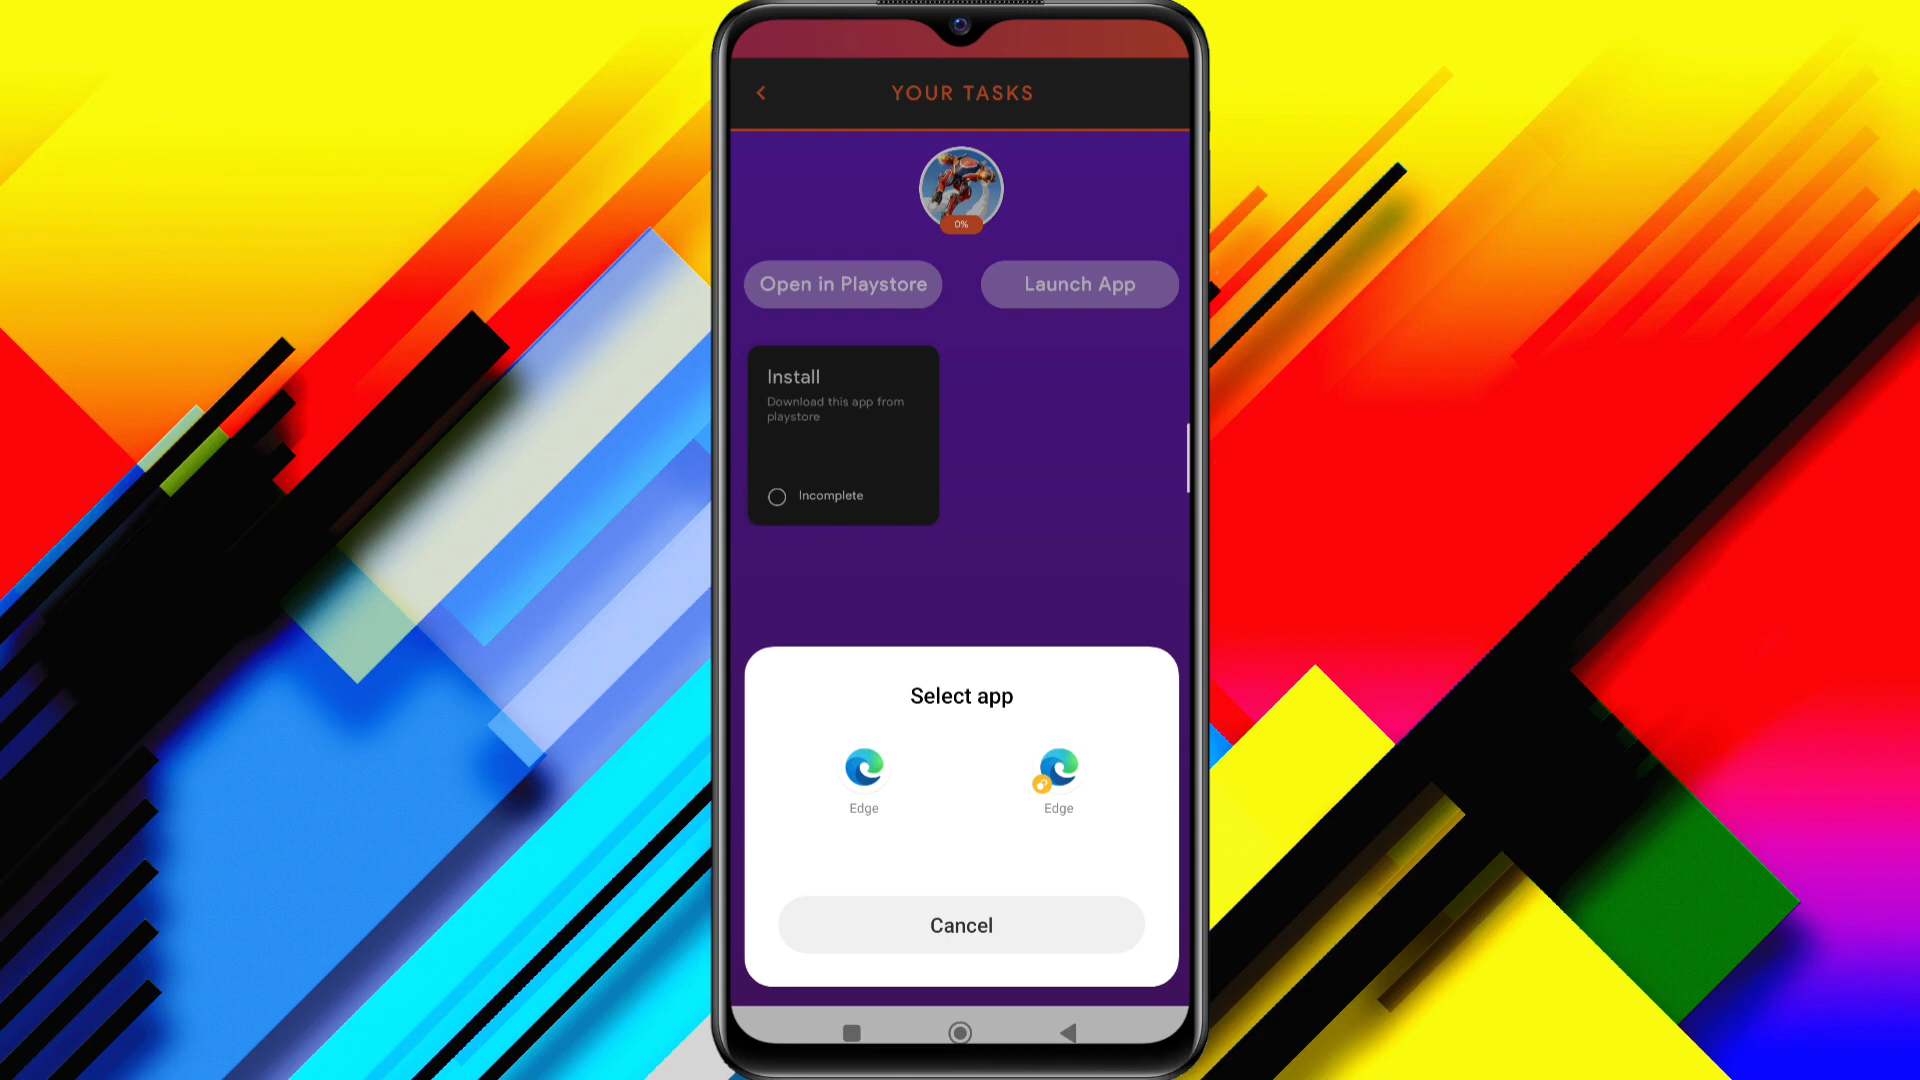 YOUR TASKS
0%
Open in Playstore
Launch App
Install
Download this app from
playstore
Incomplete
Select app
Edge
Edge
Cancel